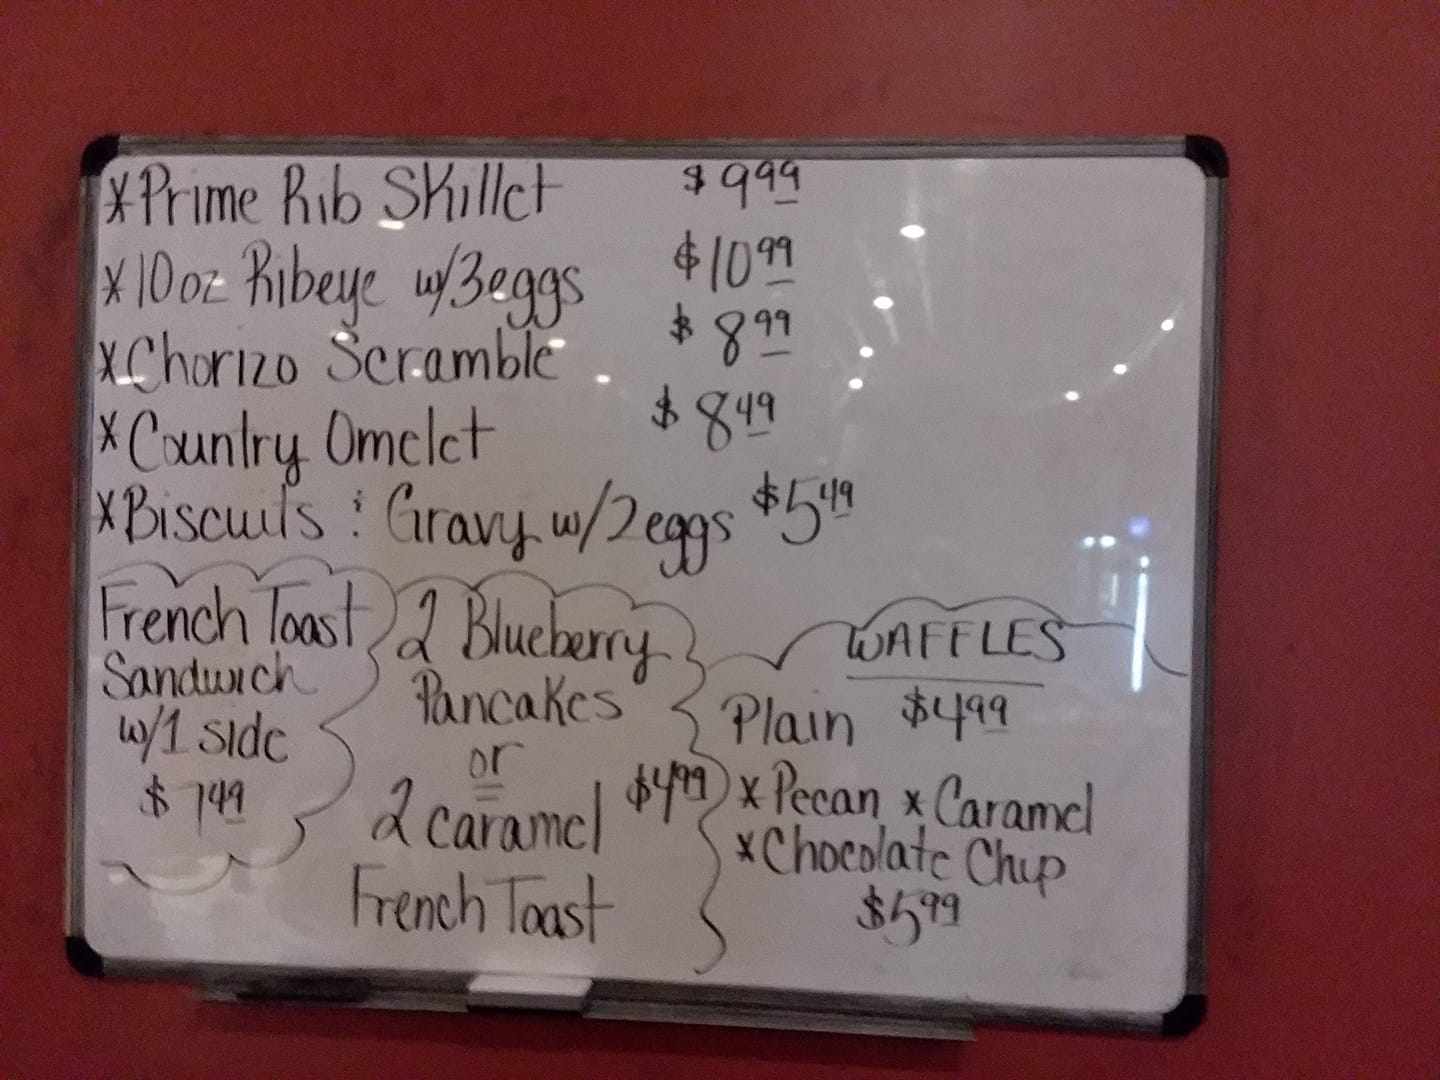 *Prime Rib Skillet $9.99
*10oz Ribeye w/3eggs $10.99
*Chorizo Scramble $8.99
*Country Omelet $8.49
*Biscuits & Gravy w/2eggs $5.49
French Toast
Sandwich
w/1 side
$7.49
2 Blueberry
Pancakes
or
2 caramel $4.99
French Toast
WAFFLES
Plain $4.99
*Pecan *Caramel
*Chocolate Chip
$5.99